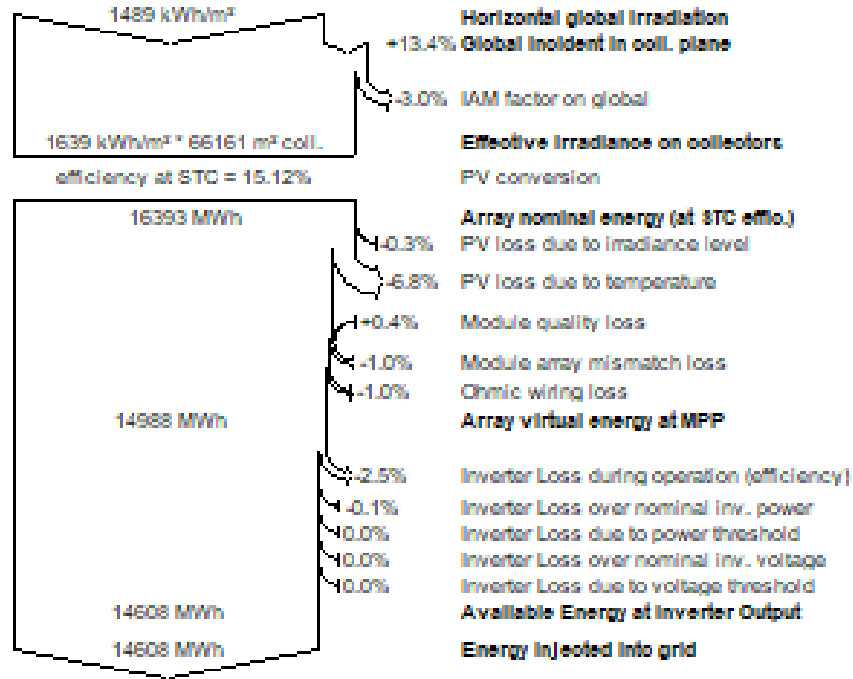 1489 kWh/m² Horizontal global irradiation
+13.4% Global incident in coll. plane
-3.0% IAM factor on global
1639 kWh/m² * 66161 m² coll. Effective irradiance on collectors
efficiency at STC = 15.12% PV conversion
16393 MWh Array nominal energy (at STC effic.)
-0.3% PV loss due to irradiance level
-6.8% PV loss due to temperature
+0.4% Module quality loss
-1.0% Module array mismatch loss
-1.0% Ohmic wiring loss
14988 MWh Array virtual energy at MPP
-2.5% Inverter Loss during operation (efficiency)
-0.1% Inverter Loss over nominal inv. power
0.0% Inverter Loss due to power threshold
0.0% Inverter Loss over nominal inv. voltage
0.0% Inverter Loss due to voltage threshold
14608 MWh Available Energy at Inverter Output
14608 MWh Energy injected into grid